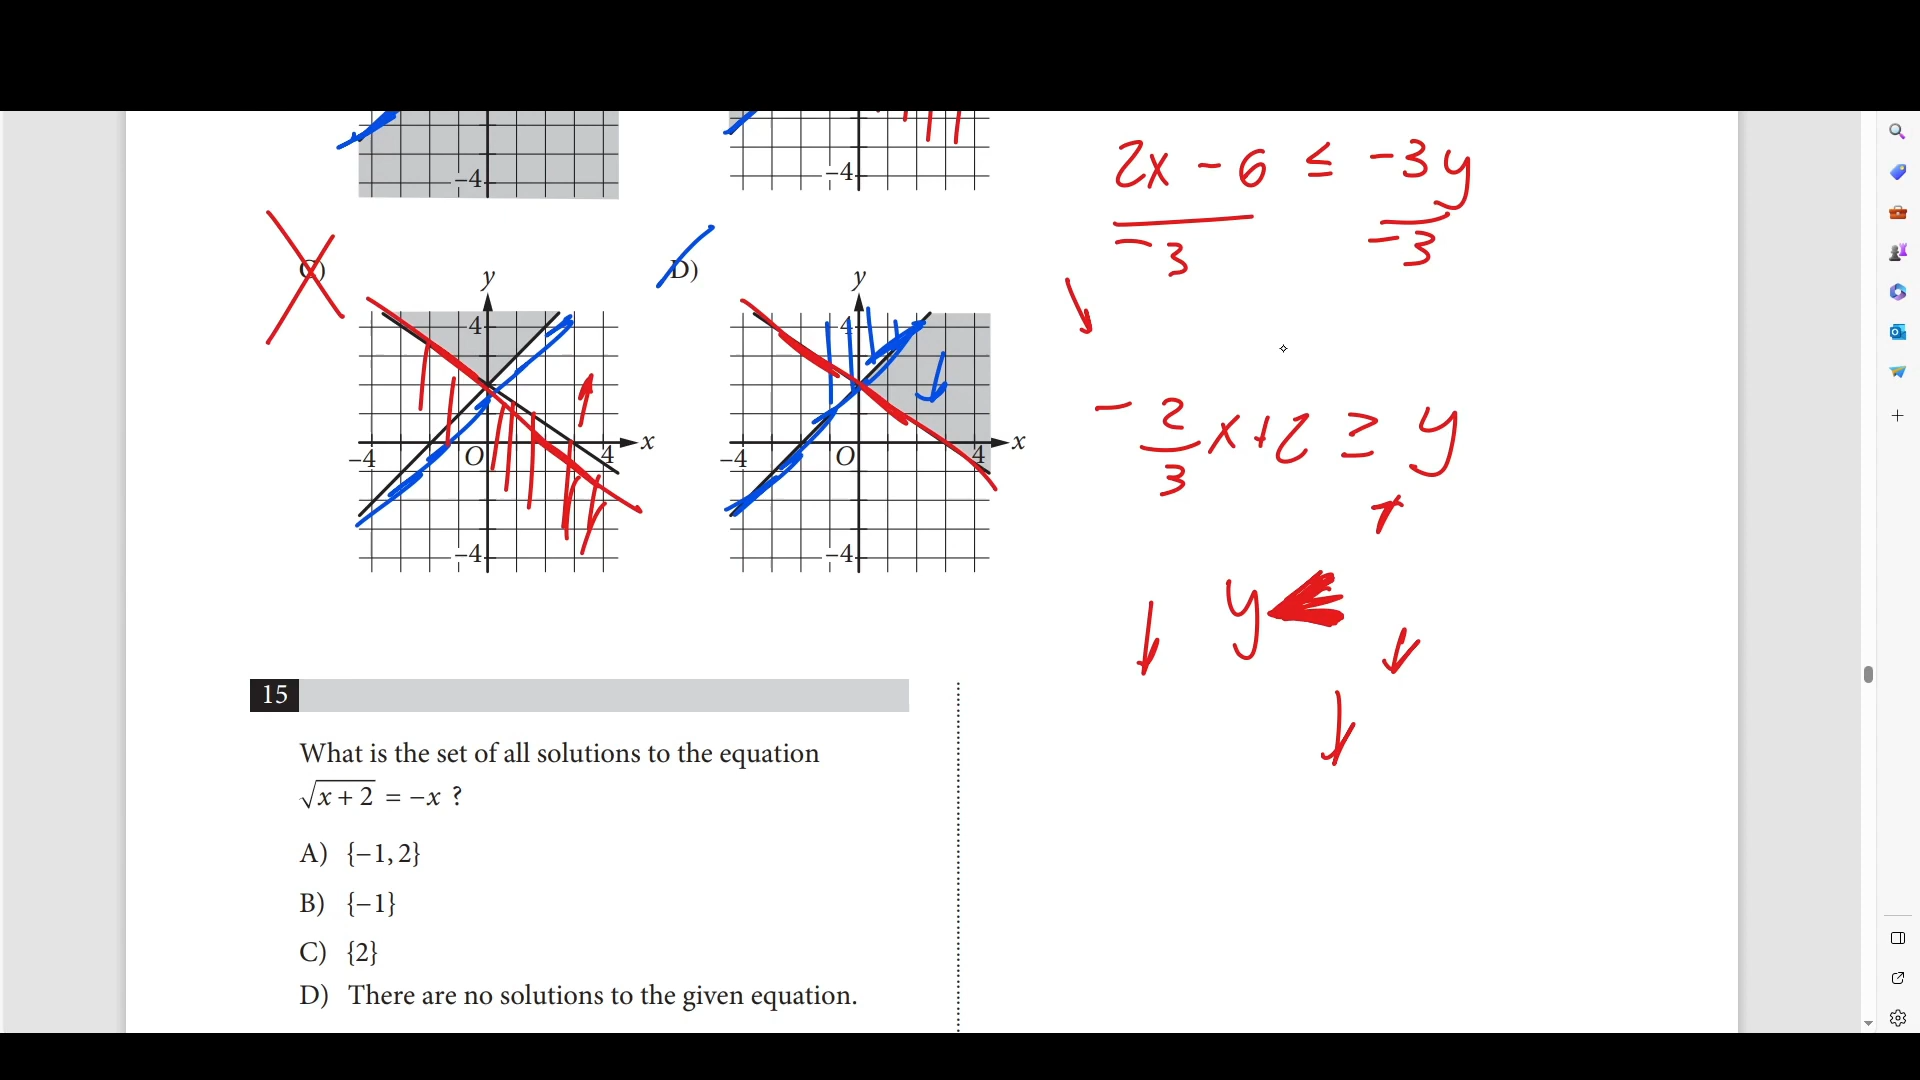 −4
−4
C)
D)
y
y
4
4
x
x
−4
O
4
−4
O
4
−4
−4
15
What is the set of all solutions to the equation
√x + 2 = −x ?
A) {−1, 2}
B) {−1}
C) {2}
D) There are no solutions to the given equation.
2x − 6 ≤ −3y
−3 −3
−2/3 x + 2 ≥ y
y